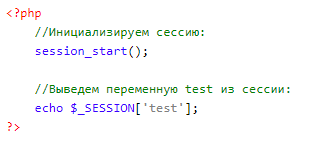 <?php
//Инициализируем сессию:
session_start();
//Выведем переменную test из сессии:
echo $_SESSION['test'];
?>